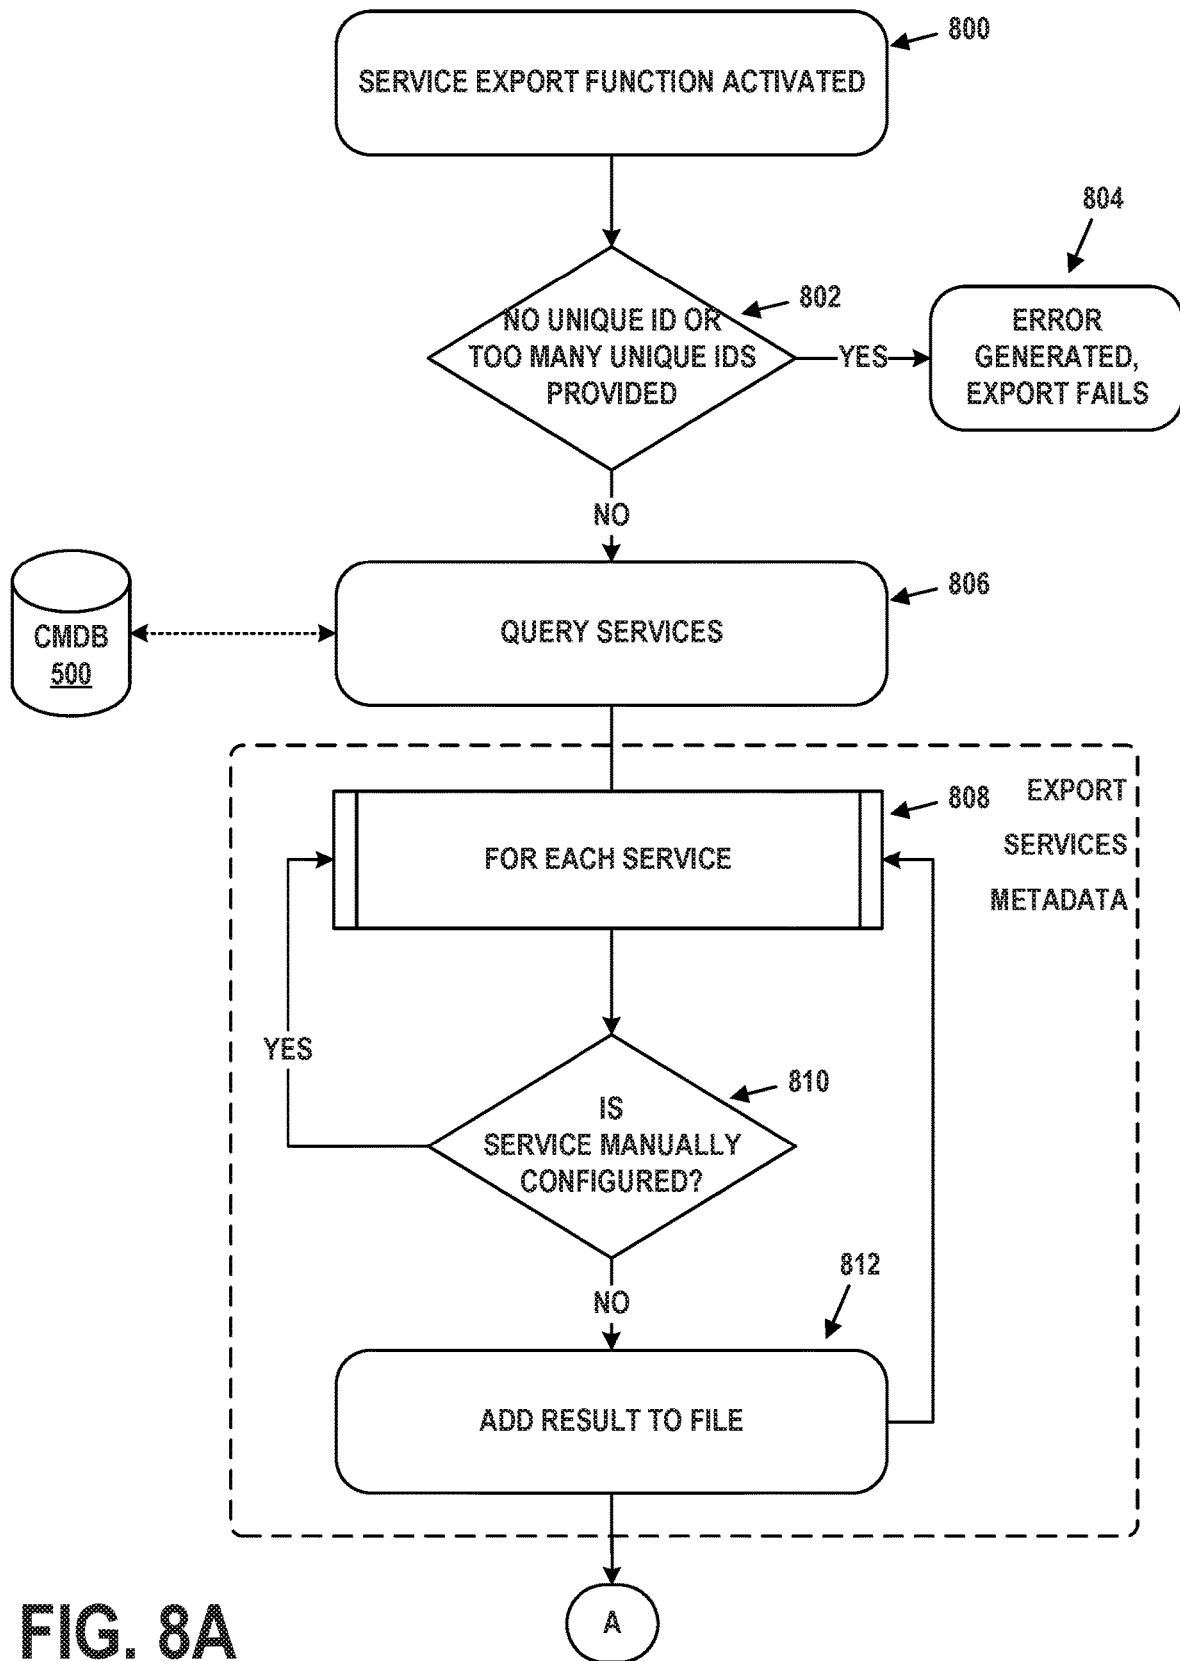 800
SERVICE EXPORT FUNCTION ACTIVATED
804
802
NO UNIQUE ID OR
TOO MANY UNIQUE IDS
PROVIDED
YES
ERROR
GENERATED,
EXPORT FAILS
NO
806
CMDB
500
QUERY SERVICES
808
EXPORT
SERVICES
METADATA
FOR EACH SERVICE
YES
810
IS
SERVICE MANUALLY
CONFIGURED?
NO
812
ADD RESULT TO FILE
A
FIG. 8A